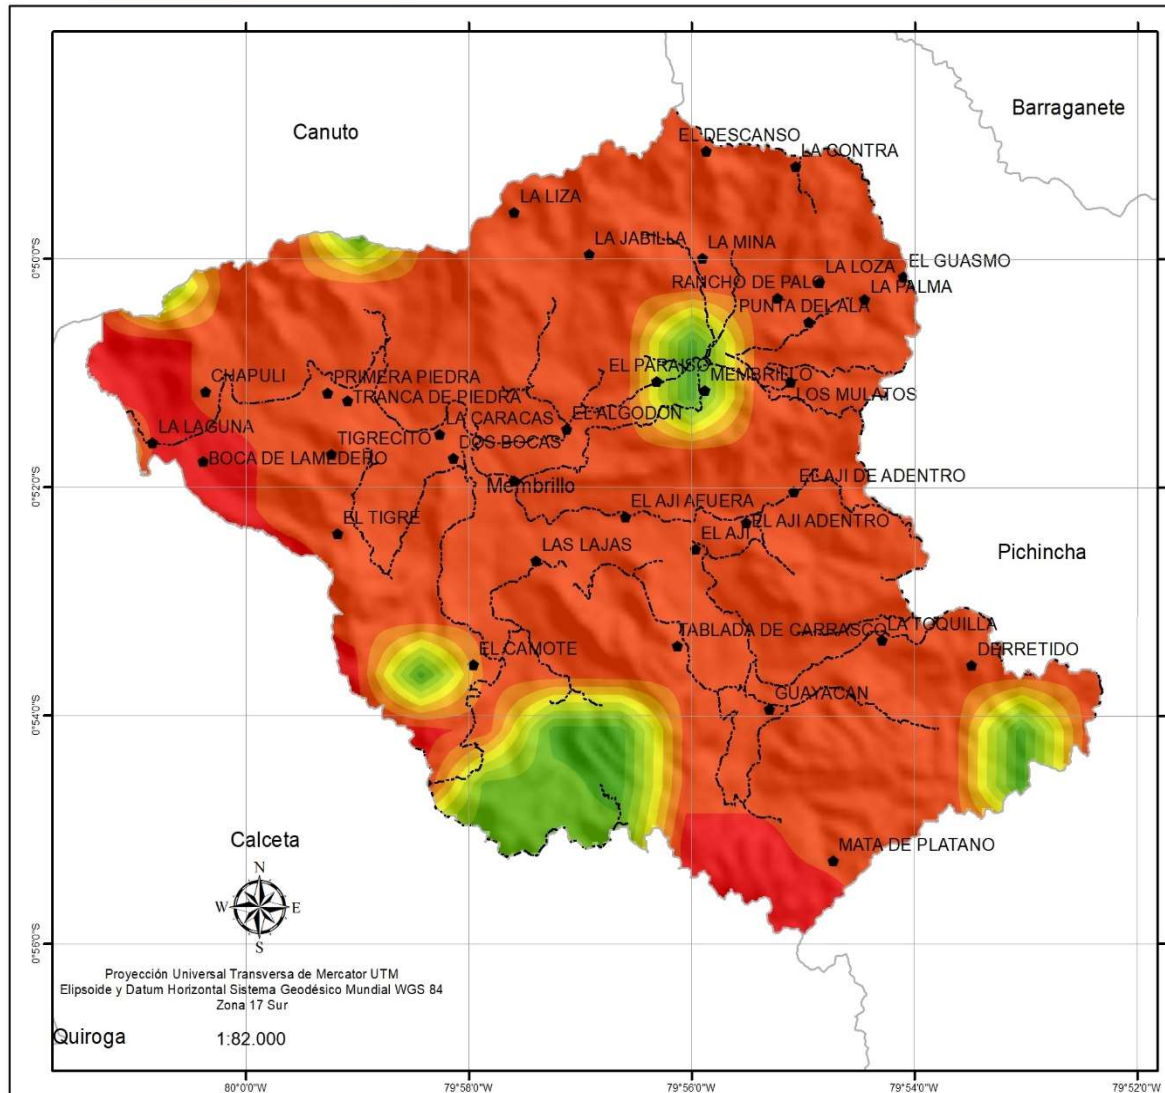 Canuto
Barraganete
EL DESCANSO
LA CONTRA
LA LIZA
LA JABILLA
LA MINA
LA LOZA
EL GUASMO
RANCHO DE PALO
LA PALMA
PUNTA DEL ALA
0°50'0"S
EL PARAISO
MEMBRILLO
LOS MULATOS
CHAPULI
PRIMERA PIEDRA
TRANCA DE PIEDRA
LA CARACAS
EL ALGODON
LA LAGUNA
TIGRECITO
DOS BOCAS
BOCA DE LAMEDERO
Membrillo
EL AJI DE ADENTRO
0°52'0"S
EL AJI AFUERA
EL AJI ADENTRO
EL TIGRE
EL AJI
LAS LAJAS
Pichincha
TABLADA DE CARRASCO
LA TOQUILLA
EL CAMOTE
DERRETIDO
GUAYACAN
0°54'0"S
Calceta
MATA DE PLATANO
N
W
E
S
0°56'0"S
Proyección Universal Transversa de Mercator UTM
Elipsoide y Datum Horizontal Sistema Geodésico Mundial WGS 84
Zona 17 Sur
Quiroga
1:82.000
80°0'0"W
79°58'0"W
79°56'0"W
79°54'0"W
79°52'0"W